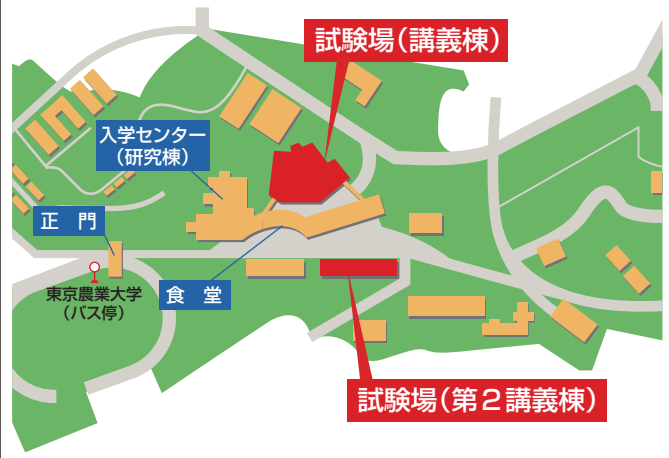 試験場(講義棟)
入学センター
(研究棟)
正 門
東京農業大学
(バス停)
食 堂
試験場(第2講義棟)